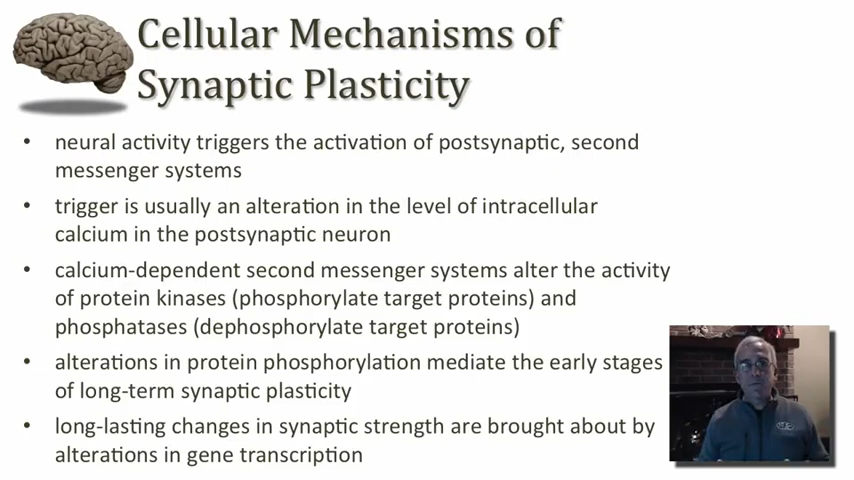 Cellular Mechanisms of
Synaptic Plasticity
• neural activity triggers the activation of postsynaptic, second
messenger systems
• trigger is usually an alteration in the level of intracellular
calcium in the postsynaptic neuron
• calcium-dependent second messenger systems alter the activity
of protein kinases (phosphorylate target proteins) and
phosphatases (dephosphorylate target proteins)
• alterations in protein phosphorylation mediate the early stages
of long-term synaptic plasticity
• long-lasting changes in synaptic strength are brought about by
alterations in gene transcription